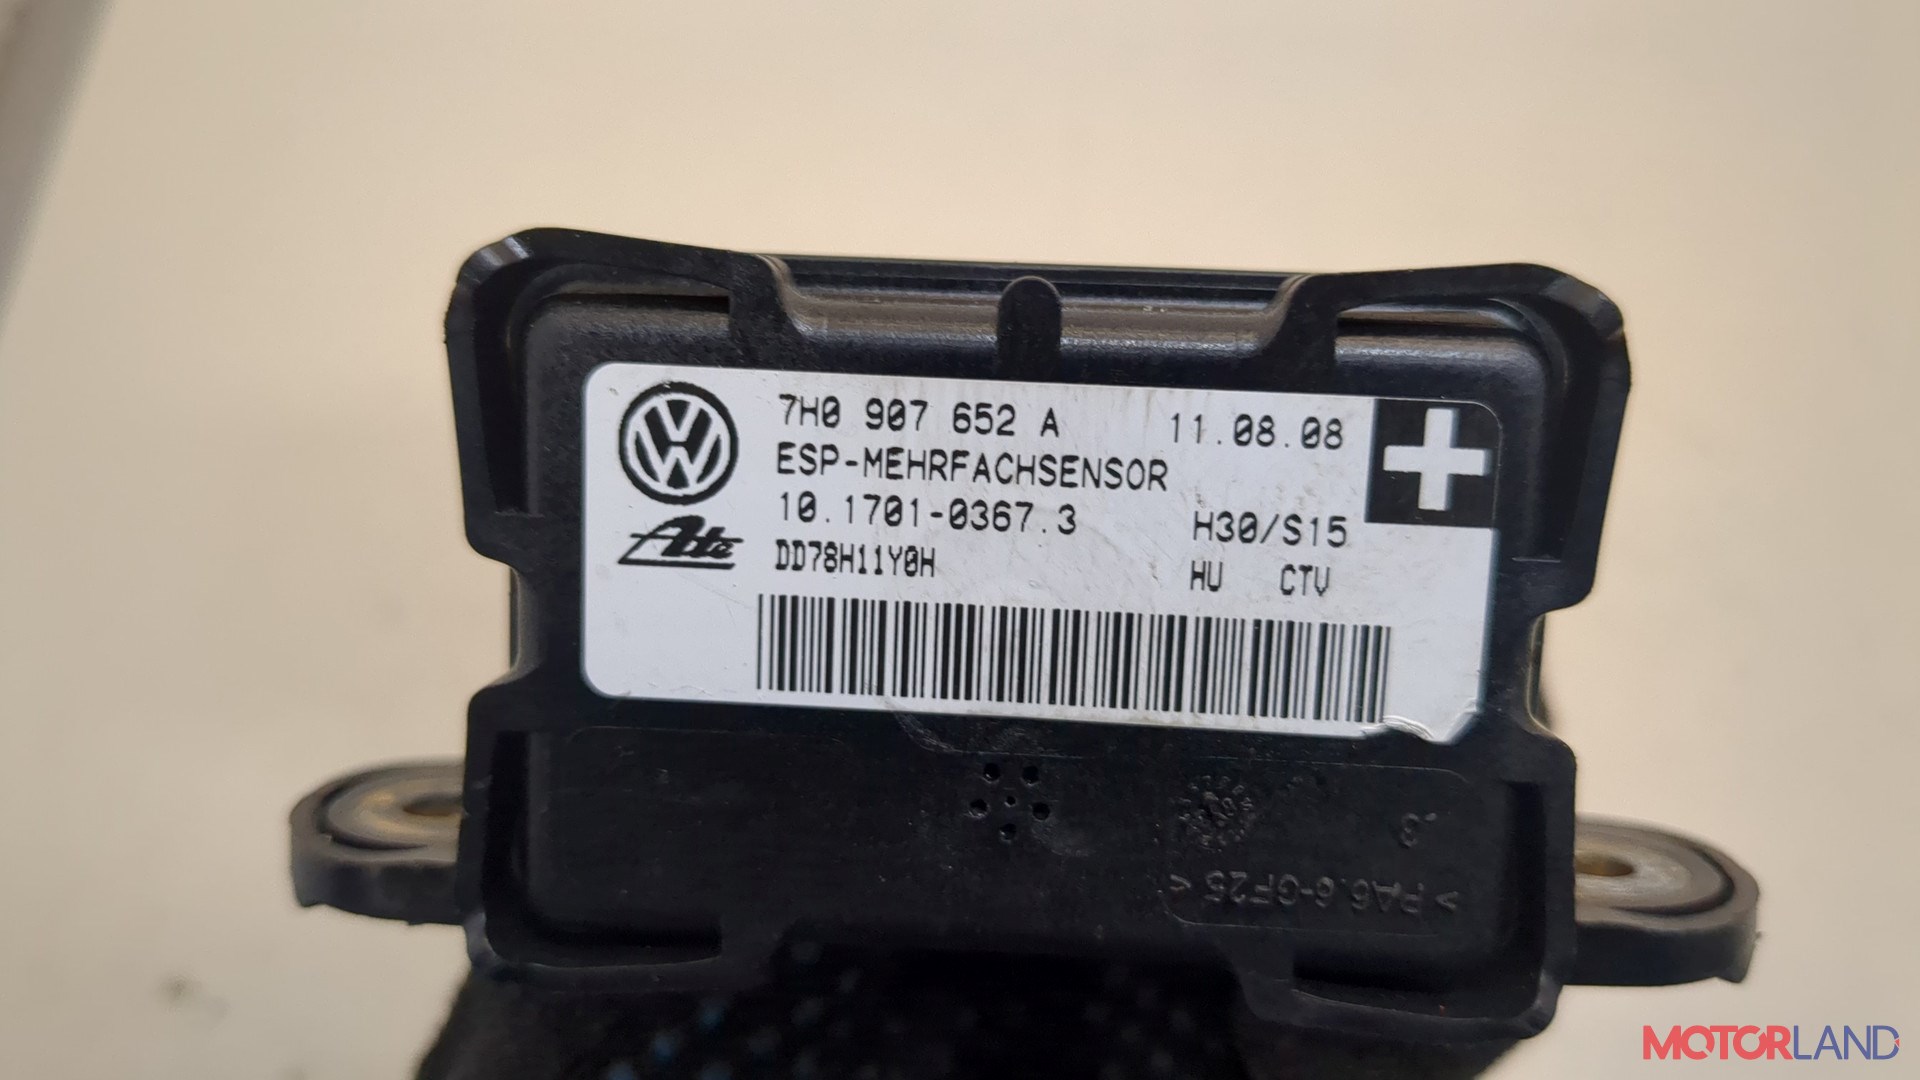 7H0 907 652 A 11.08.08
ESP-MEHRFACHSENSOR
10.1701-0367.3 H30/S15
Ate DD78H11Y0H HU CTV
.3
> PA6.6-GF25 <
MOTORLAND